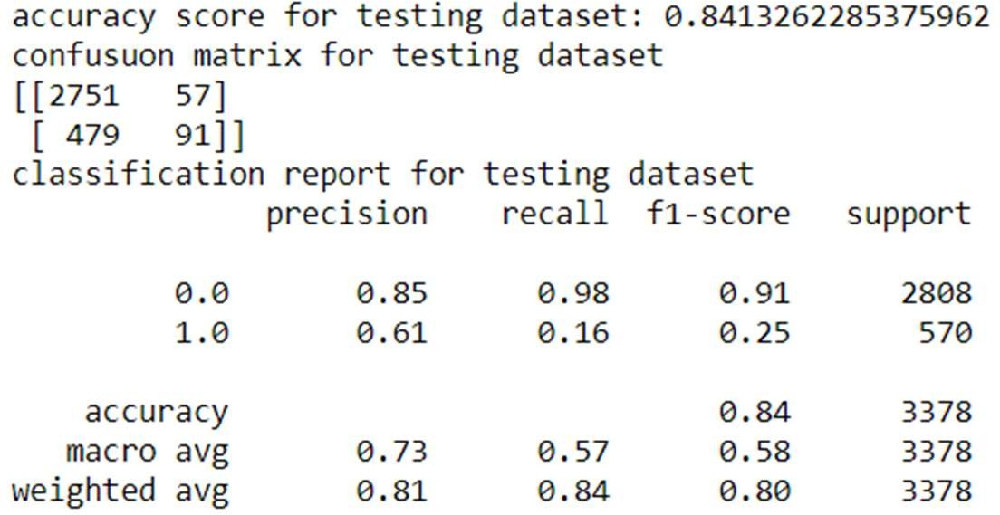 accuracy score for testing dataset: 0.8413262285375962
confusuon matrix for testing dataset
[[2751   57]
 [ 479   91]]
classification report for testing dataset
              precision    recall  f1-score   support

         0.0       0.85      0.98      0.91      2808
         1.0       0.61      0.16      0.25       570

    accuracy                           0.84      3378
   macro avg       0.73      0.57      0.58      3378
weighted avg       0.81      0.84      0.80      3378